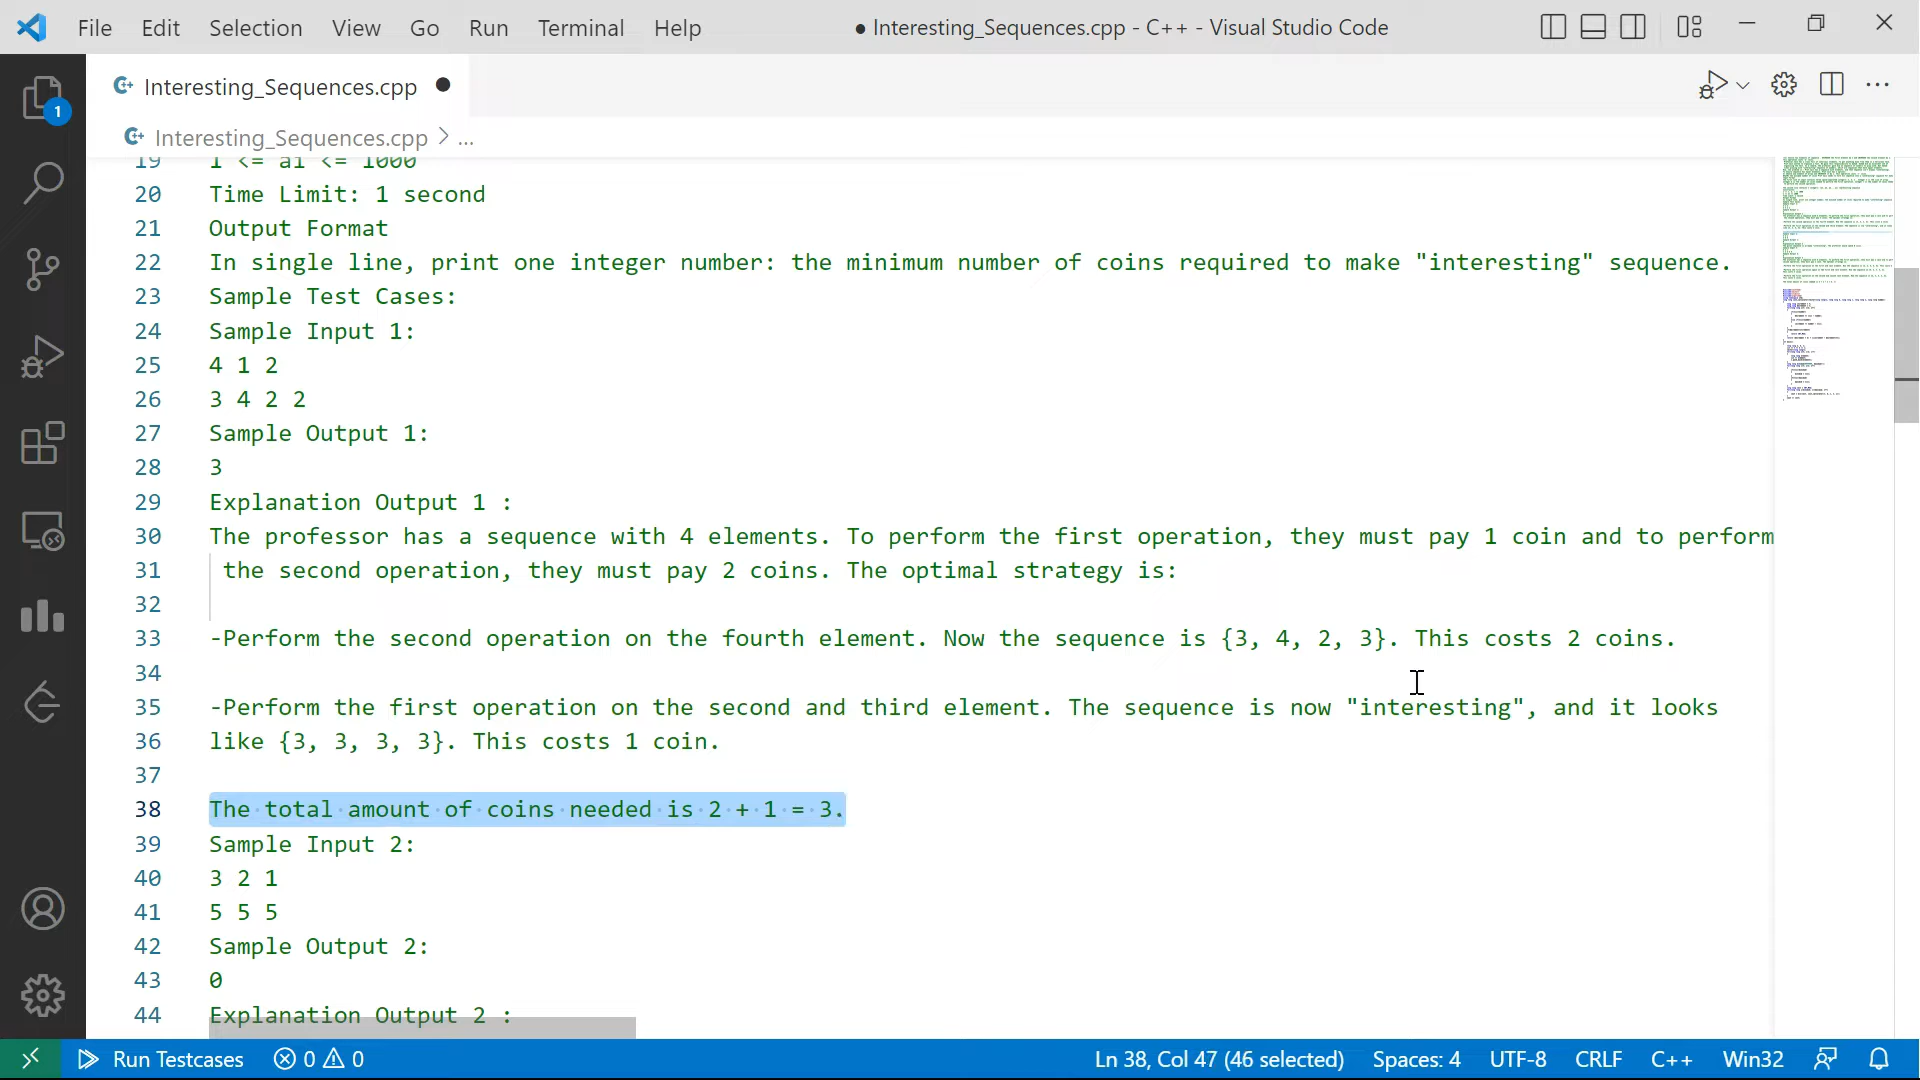 File Edit Selection View Go Run Terminal Help
● Interesting_Sequences.cpp - C++ - Visual Studio Code
Interesting_Sequences.cpp ●
Interesting_Sequences.cpp > ...
1
19 1 <= ai <= 1000
20 Time Limit: 1 second
21 Output Format
22 In single line, print one integer number: the minimum number of coins required to make "interesting" sequence.
23 Sample Test Cases:
24 Sample Input 1:
25 4 1 2
26 3 4 2 2
27 Sample Output 1:
28 3
29 Explanation Output 1 :
30 The professor has a sequence with 4 elements. To perform the first operation, they must pay 1 coin and to perform
31 the second operation, they must pay 2 coins. The optimal strategy is:
32
33 -Perform the second operation on the fourth element. Now the sequence is {3, 4, 2, 3}. This costs 2 coins.
34
35 -Perform the first operation on the second and third element. The sequence is now "interesting", and it looks
36 like {3, 3, 3, 3}. This costs 1 coin.
37
38 The total amount of coins needed is 2 + 1 = 3.
39 Sample Input 2:
40 3 2 1
41 5 5 5
42 Sample Output 2:
43 0
44 Explanation Output 2 :
Run Testcases 0 0 Ln 38, Col 47 (46 selected) Spaces: 4 UTF-8 CRLF C++ Win32